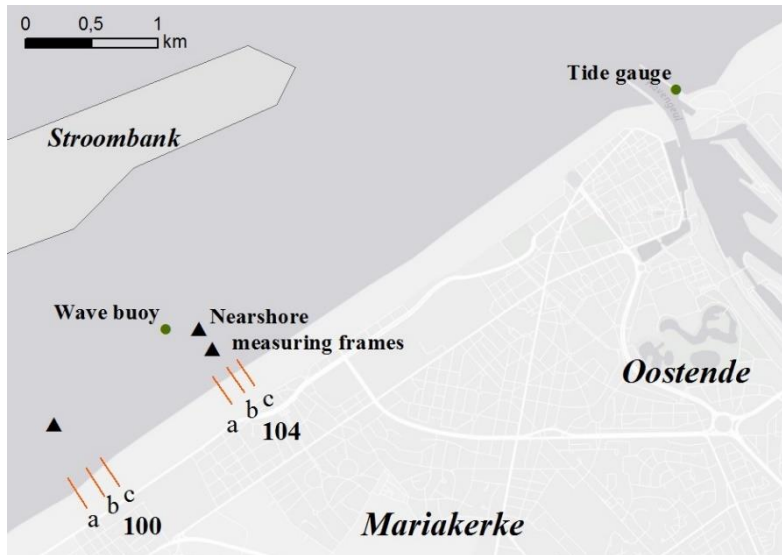 0 0,5 1
km
Tide gauge
Stroombank
Wave buoy
Nearshore
measuring frames
Oostende
a b c
104
a b c
100
Mariakerke